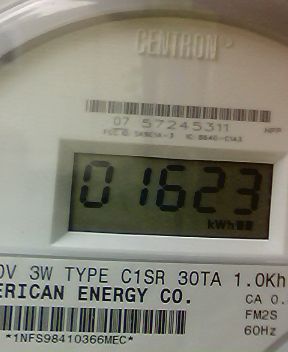 CENTRON
07 57245311
01623
kWh
0V 3W TYPE C1SR 30TA 1.0Kh
ERICAN ENERGY CO.
CA 0.
FM2S
60Hz
*1NFS98410366MEC*